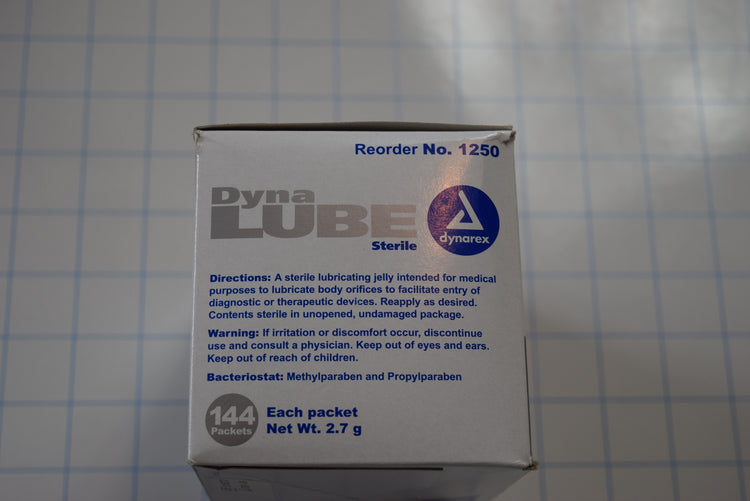 Reorder No. 1250
Dyna
LUBE
Sterile
dynarex
Directions: A sterile lubricating jelly intended for medical
purposes to lubricate body orifices to facilitate entry of
diagnostic or therapeutic devices. Reapply as desired.
Contents sterile in unopened, undamaged package.
Warning: If irritation or discomfort occur, discontinue
use and consult a physician. Keep out of eyes and ears.
Keep out of reach of children.
Bacteriostat: Methylparaben and Propylparaben
144
Packets
Each packet
Net Wt. 2.7 g